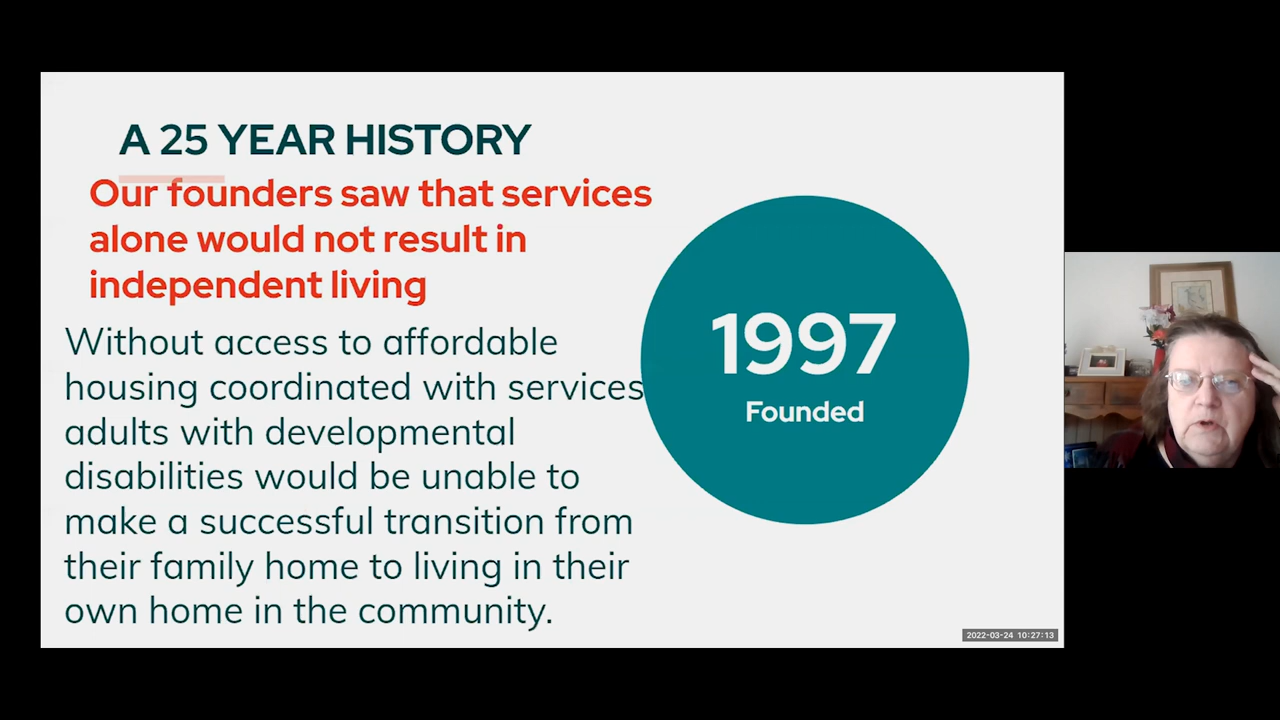 A 25 YEAR HISTORY
Our founders saw that services
alone would not result in
independent living
Without access to affordable
housing coordinated with services
adults with developmental
disabilities would be unable to
make a successful transition from
their family home to living in their
own home in the community.
1997
Founded
2022-03-24 10:27:13